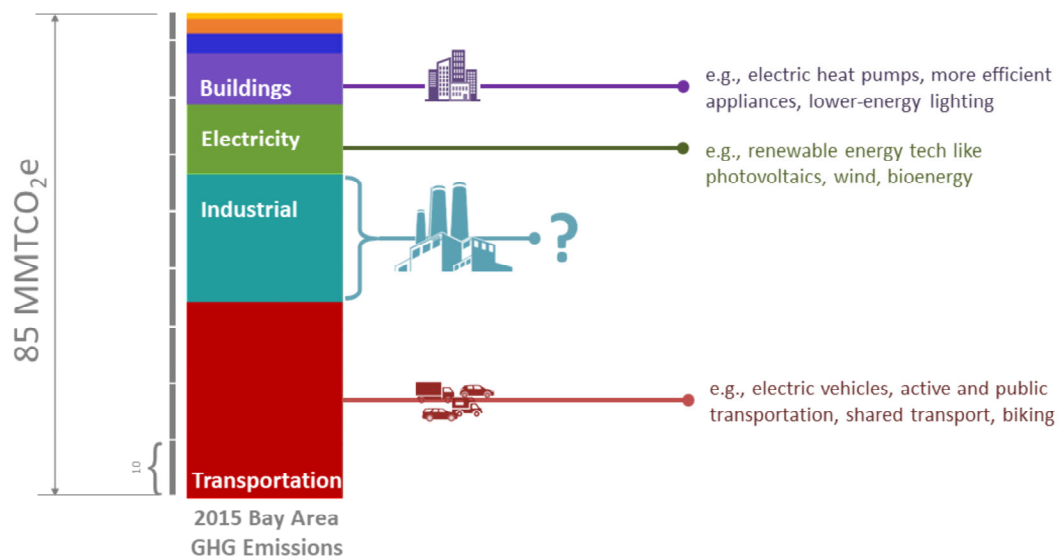 Buildings
e.g., electric heat pumps, more efficient
appliances, lower-energy lighting
Electricity
e.g., renewable energy tech like
photovoltaics, wind, bioenergy
Industrial
?
85 MMTCO₂e
e.g., electric vehicles, active and public
transportation, shared transport, biking
10
Transportation
2015 Bay Area
GHG Emissions